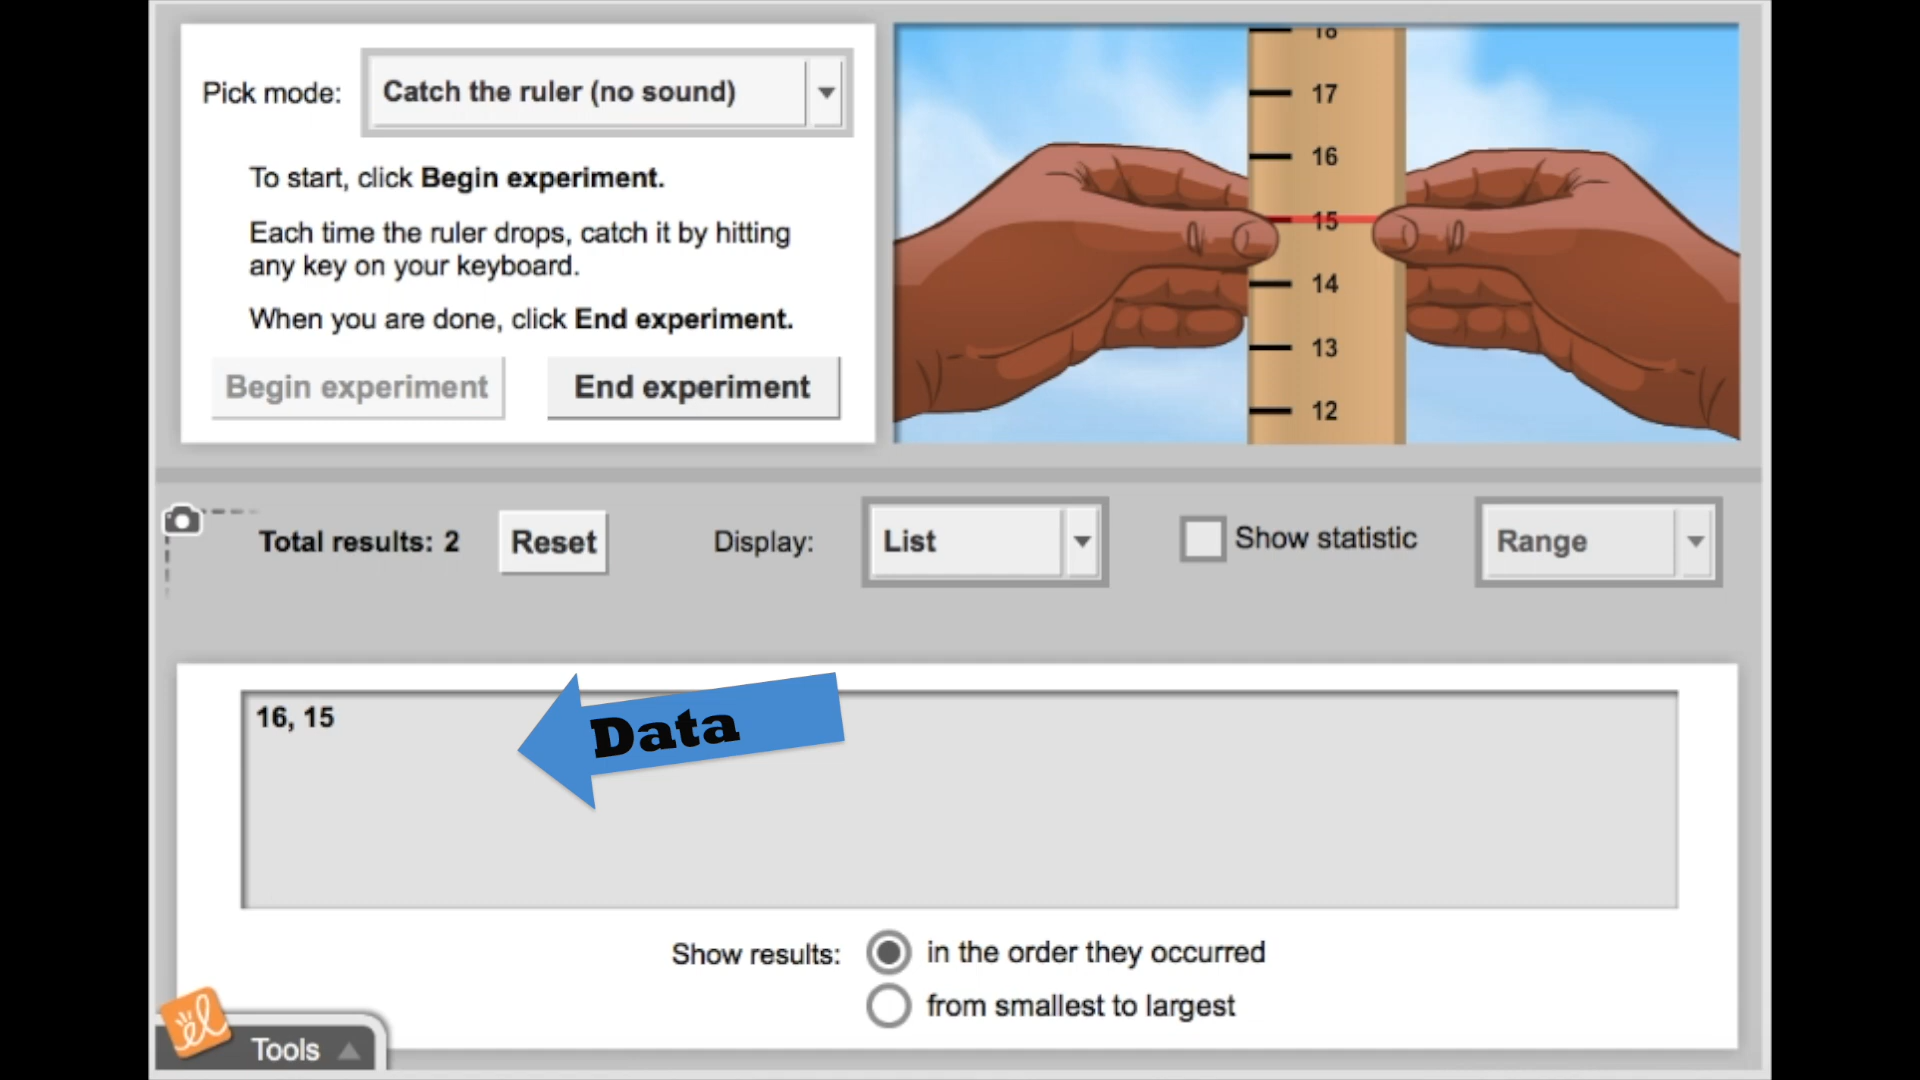 Pick mode: Catch the ruler (no sound)
To start, click Begin experiment.
Each time the ruler drops, catch it by hitting
any key on your keyboard.
When you are done, click End experiment.
Begin experiment End experiment
18
17
16
15
14
13
12
Total results: 2 Reset Display: List Show statistic Range
16, 15
Data
Show results: in the order they occurred
from smallest to largest
el
Tools